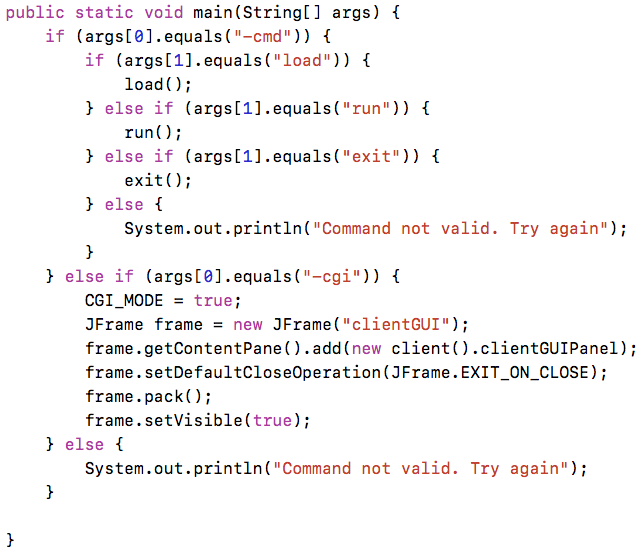 public static void main(String[] args) {
    if (args[0].equals("-cmd")) {
        if (args[1].equals("load")) {
            load();
        } else if (args[1].equals("run")) {
            run();
        } else if (args[1].equals("exit")) {
            exit();
        } else {
            System.out.println("Command not valid. Try again");
        }
    } else if (args[0].equals("-cgi")) {
        CGI_MODE = true;
        JFrame frame = new JFrame("clientGUI");
        frame.getContentPane().add(new client().clientGUIPanel);
        frame.setDefaultCloseOperation(JFrame.EXIT_ON_CLOSE);
        frame.pack();
        frame.setVisible(true);
    } else {
        System.out.println("Command not valid. Try again");
    }

}